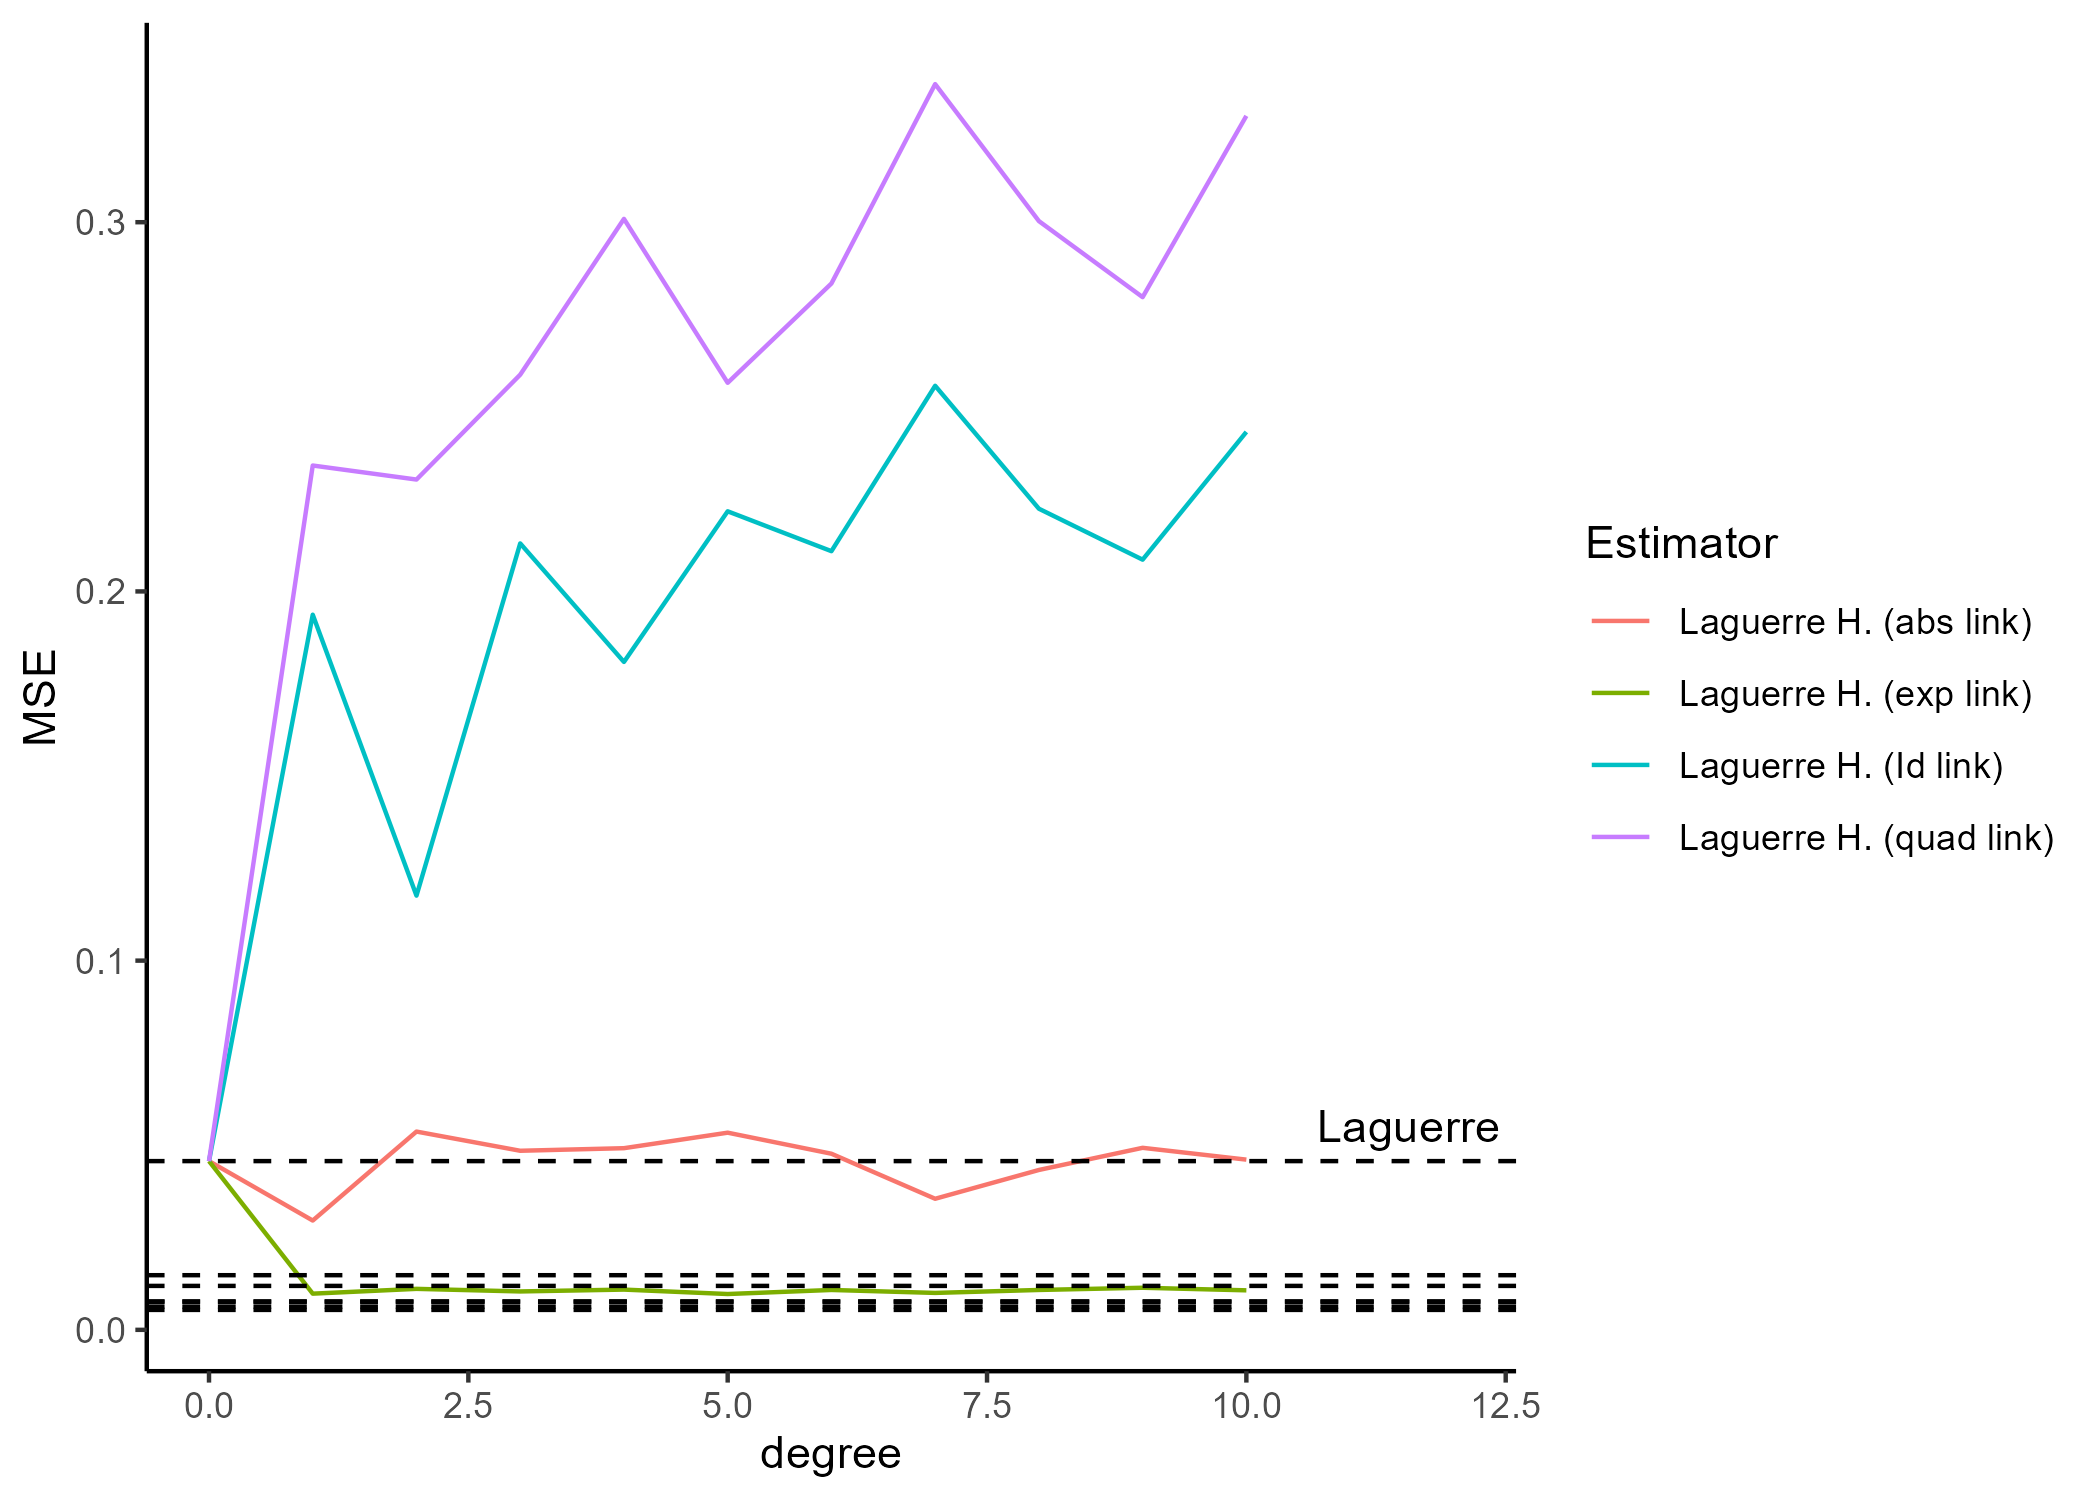 MSE
0.3
0.2
0.1
0.0
0.0 2.5 5.0 7.5 10.0 12.5
degree
Laguerre
Estimator
Laguerre H. (abs link)
Laguerre H. (exp link)
Laguerre H. (Id link)
Laguerre H. (quad link)